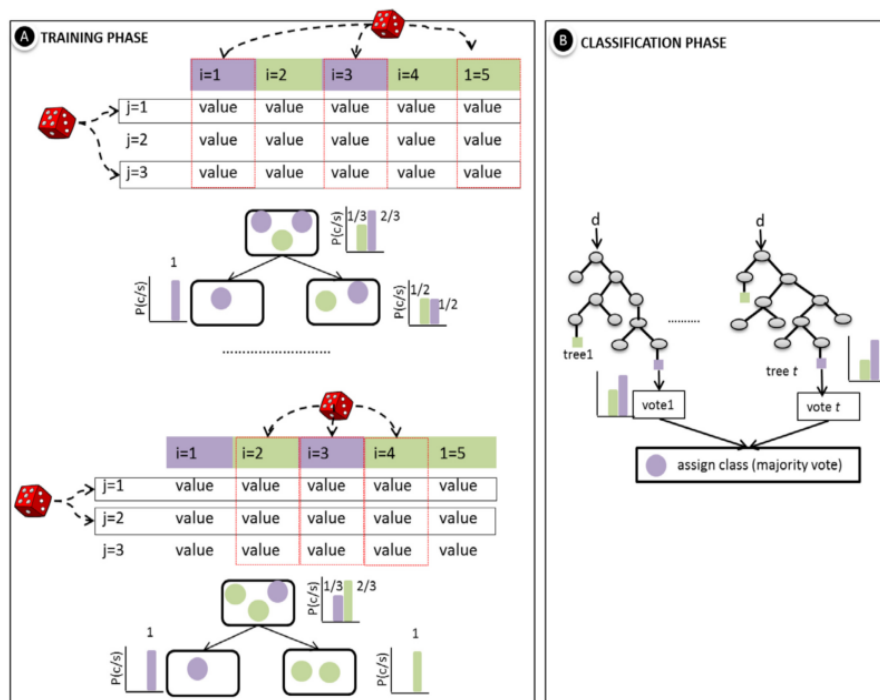 A TRAINING PHASE
i=1 i=2 i=3 i=4 1=5
j=1 value value value value value
j=2 value value value value value
j=3 value value value value value
P(c/s) 1/3 2/3
P(c/s) 1
P(c/s) 1/2 1/2
............................
i=1 i=2 i=3 i=4 1=5
j=1 value value value value value
j=2 value value value value value
j=3 value value value value value
P(c/s) 1/3 2/3
P(c/s) 1
P(c/s) 1
B CLASSIFICATION PHASE
d d
..........
tree1 tree t
vote1 vote t
assign class (majority vote)